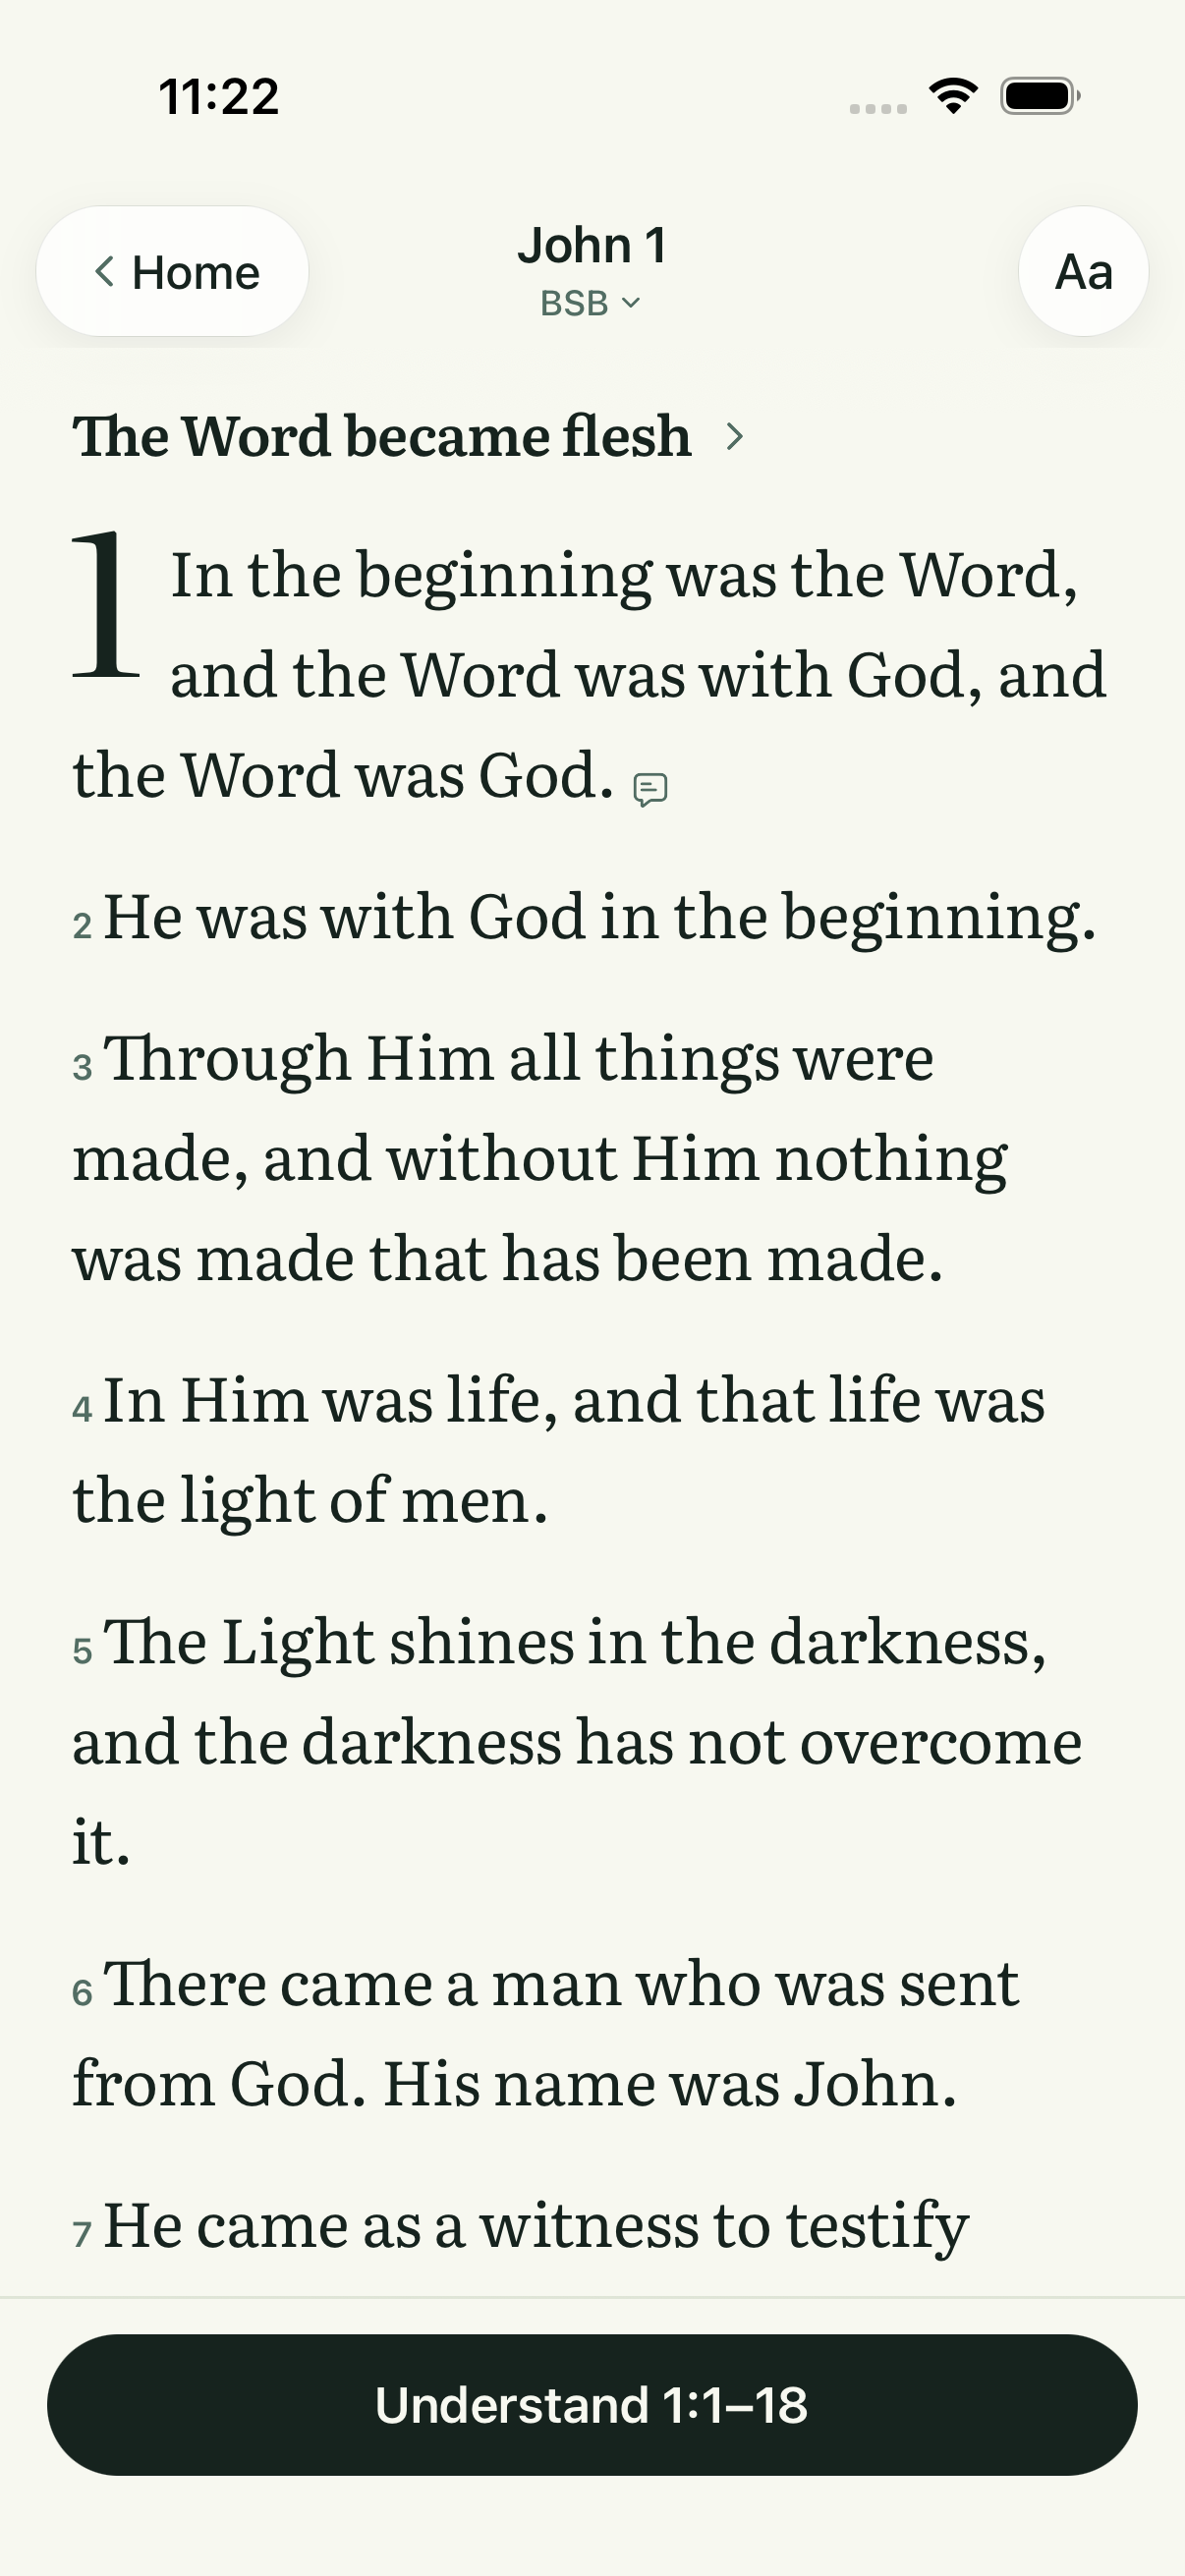 11:22
Home
John 1
BSB
Aa
The Word became flesh
1 In the beginning was the Word,
and the Word was with God, and
the Word was God.
2 He was with God in the beginning.
3 Through Him all things were
made, and without Him nothing
was made that has been made.
4 In Him was life, and that life was
the light of men.
5 The Light shines in the darkness,
and the darkness has not overcome
it.
6 There came a man who was sent
from God. His name was John.
7 He came as a witness to testify
Understand 1:1–18